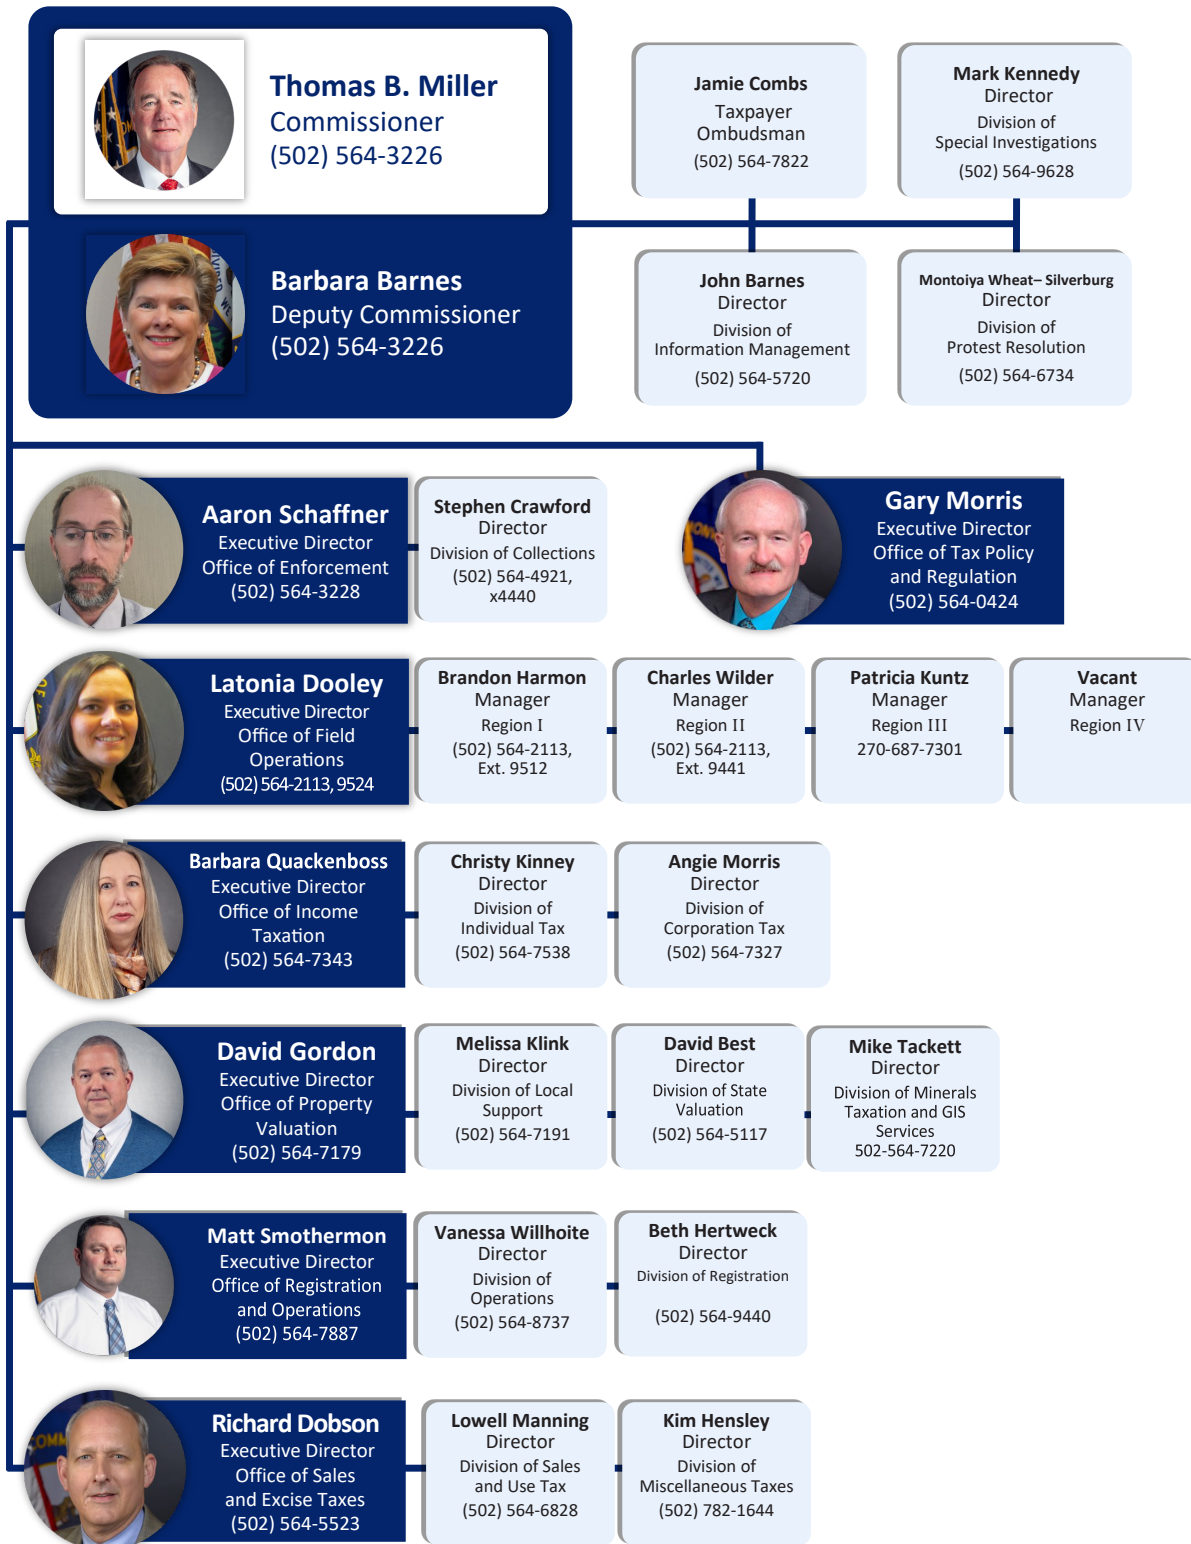 Thomas B. Miller
Commissioner
(502) 564-3226
Barbara Barnes
Deputy Commissioner
(502) 564-3226
Jamie Combs
Taxpayer
Ombudsman
(502) 564-7822
Mark Kennedy
Director
Division of
Special Investigations
(502) 564-9628
John Barnes
Director
Division of
Information Management
(502) 564-5720
Montoiya Wheat– Silverburg
Director
Division of
Protest Resolution
(502) 564-6734
Aaron Schaffner
Executive Director
Office of Enforcement
(502) 564-3228
Stephen Crawford
Director
Division of Collections
(502) 564-4921,
x4440
Gary Morris
Executive Director
Office of Tax Policy
and Regulation
(502) 564-0424
Latonia Dooley
Executive Director
Office of Field
Operations
(502) 564-2113, 9524
Brandon Harmon
Manager
Region I
(502) 564-2113,
Ext. 9512
Charles Wilder
Manager
Region II
(502) 564-2113,
Ext. 9441
Patricia Kuntz
Manager
Region III
270-687-7301
Vacant
Manager
Region IV
Barbara Quackenboss
Executive Director
Office of Income
Taxation
(502) 564-7343
Christy Kinney
Director
Division of
Individual Tax
(502) 564-7538
Angie Morris
Director
Division of
Corporation Tax
(502) 564-7327
David Gordon
Executive Director
Office of Property
Valuation
(502) 564-7179
Melissa Klink
Director
Division of Local
Support
(502) 564-7191
David Best
Director
Division of State
Valuation
(502) 564-5117
Mike Tackett
Director
Division of Minerals
Taxation and GIS
Services
502-564-7220
Matt Smothermon
Executive Director
Office of Registration
and Operations
(502) 564-7887
Vanessa Willhoite
Director
Division of
Operations
(502) 564-8737
Beth Hertweck
Director
Division of Registration
(502) 564-9440
Richard Dobson
Executive Director
Office of Sales
and Excise Taxes
(502) 564-5523
Lowell Manning
Director
Division of Sales
and Use Tax
(502) 564-6828
Kim Hensley
Director
Division of
Miscellaneous Taxes
(502) 782-1644